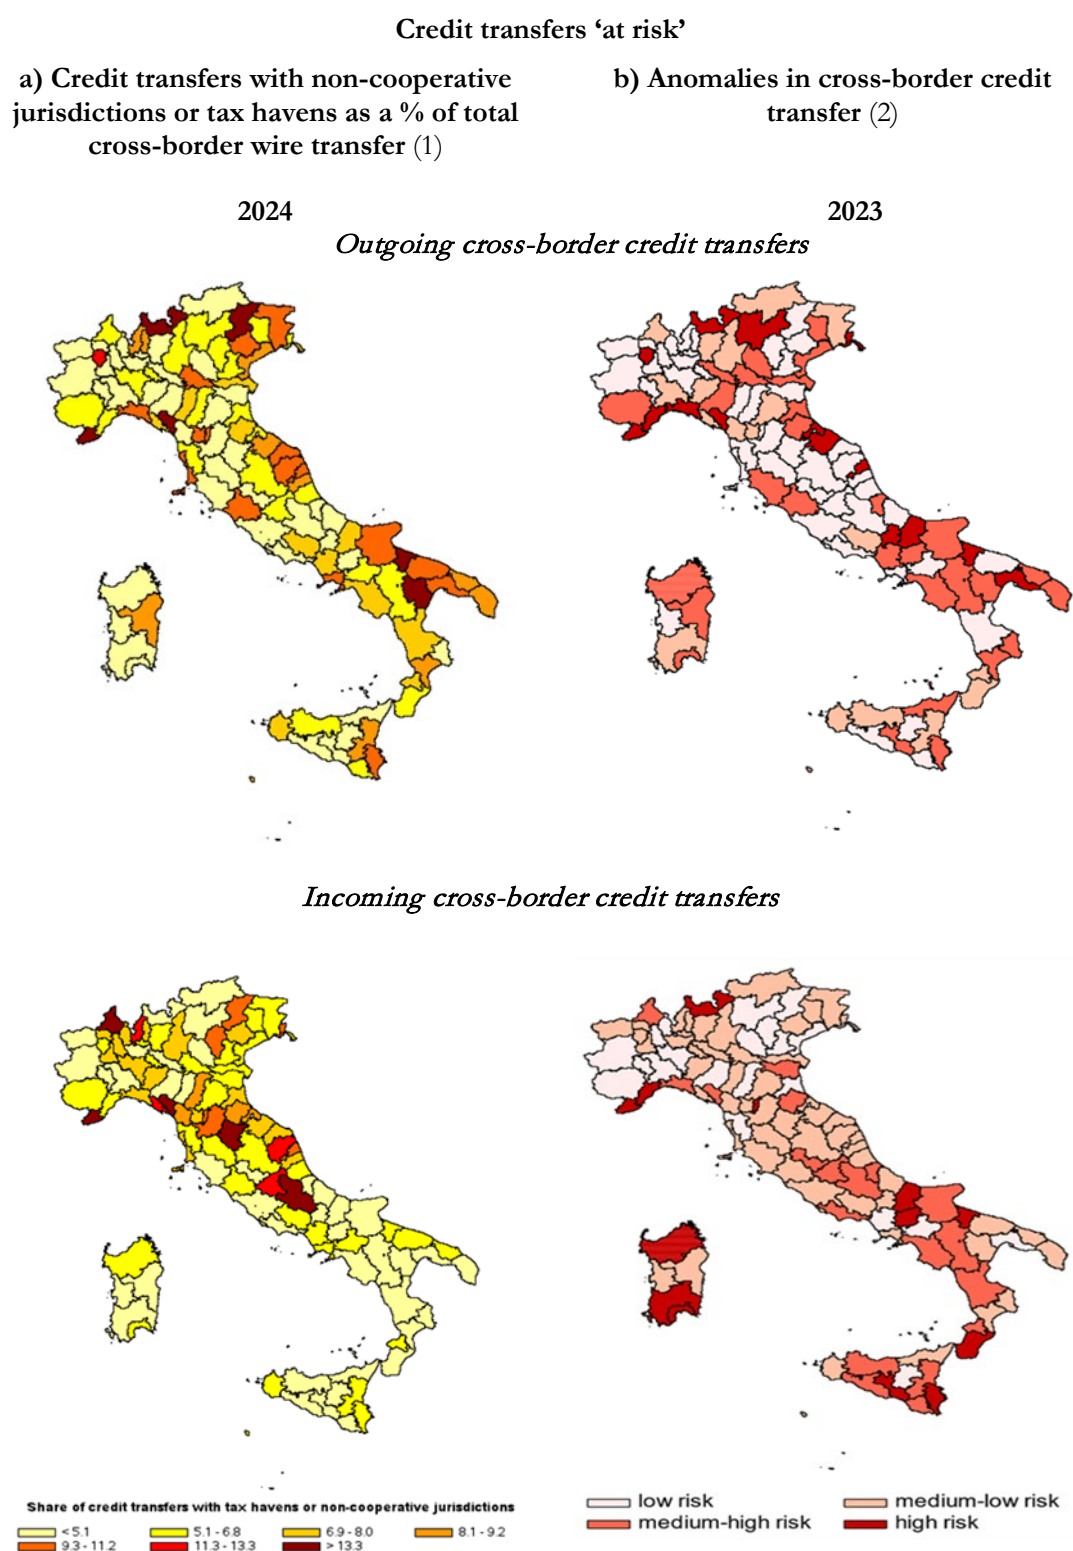 Credit transfers ‘at risk’
a) Credit transfers with non-cooperative
jurisdictions or tax havens as a % of total
cross-border wire transfer (1)
b) Anomalies in cross-border credit
transfer (2)
2024
2023
Outgoing cross-border credit transfers
Incoming cross-border credit transfers
Share of credit transfers with tax havens or non-cooperative jurisdictions
< 5.1
5.1 - 6.8
6.9 - 8.0
8.1 - 9.2
9.3 - 11.2
11.3 - 13.3
> 13.3
low risk
medium-low risk
medium-high risk
high risk